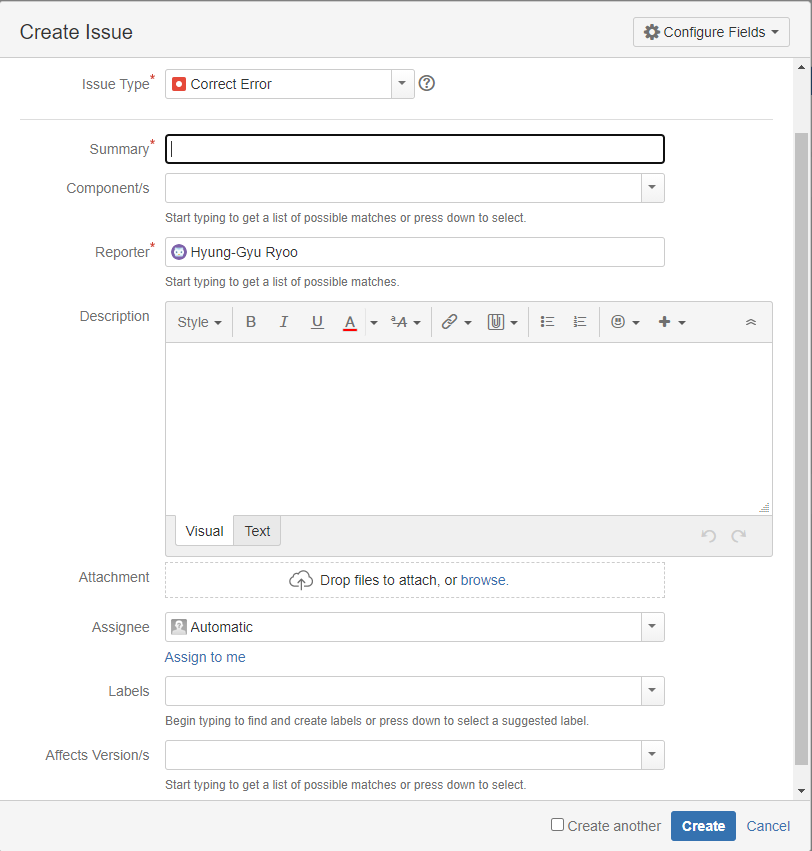 Create Issue
Configure Fields
Issue Type*
Correct Error
Summary*
Component/s
Start typing to get a list of possible matches or press down to select.
Reporter*
Hyung-Gyu Ryoo
Start typing to get a list of possible matches.
Description
Style B I U A ªA
Visual Text
Attachment
Drop files to attach, or browse.
Assignee
Automatic
Assign to me
Labels
Begin typing to find and create labels or press down to select a suggested label.
Affects Version/s
Start typing to get a list of possible matches or press down to select.
Create another Create Cancel